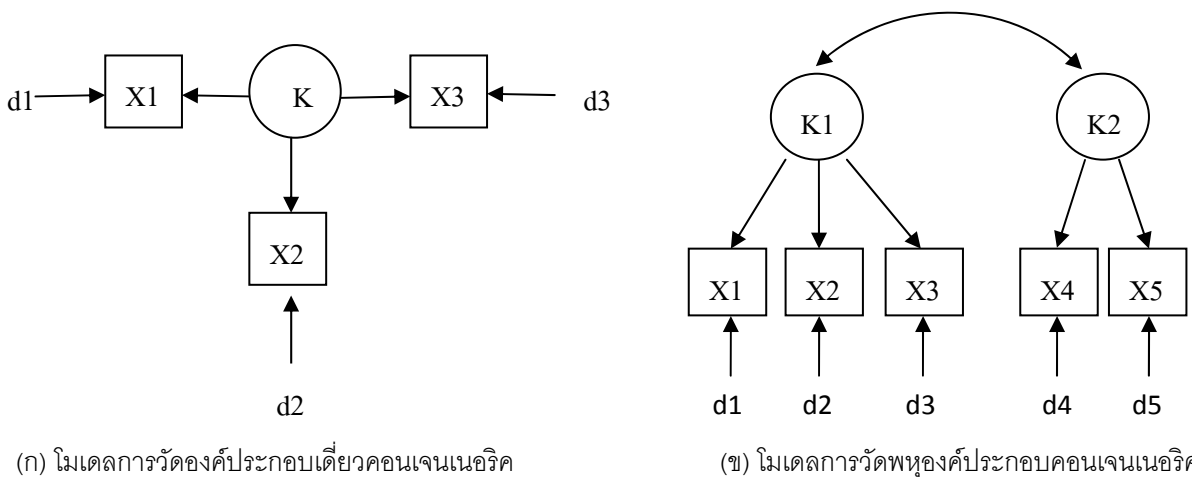 d1
X1
K
X3
d3
X2
d2
(ก) โมเดลการวัดองค์ประกอบเดี่ยวคอนเจนเนอริค
K1
K2
X1
X2
X3
X4
X5
d1
d2
d3
d4
d5
(ข) โมเดลการวัดพหุองค์ประกอบคอนเจนเนอริค